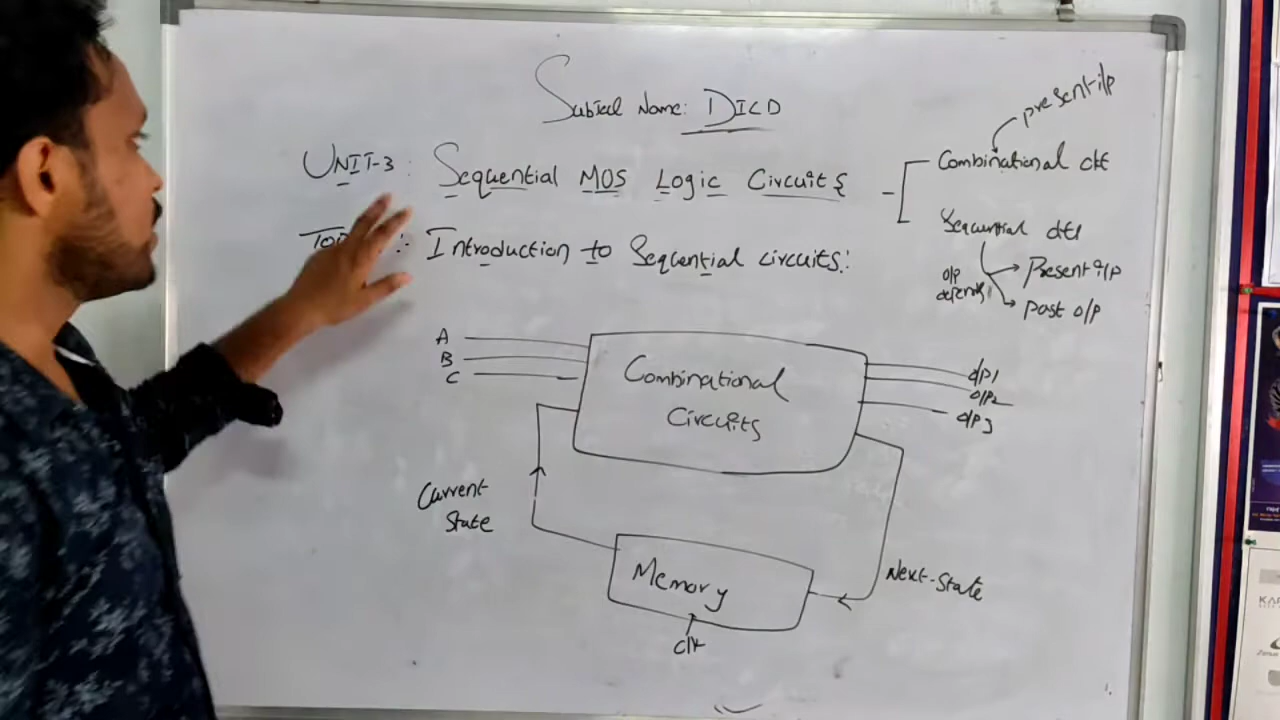 Subject Name: DICD
present i/p
UNIT-3: Sequential MOS Logic Circuits
Combinational ckt
Introduction to Sequential circuits:
Sequential ckt
o/p depends
Present i/p
Past o/p
A
B
C
Combinational
Circuits
o/p1
o/p2
o/p3
Current
State
Memory
Next-State
clk